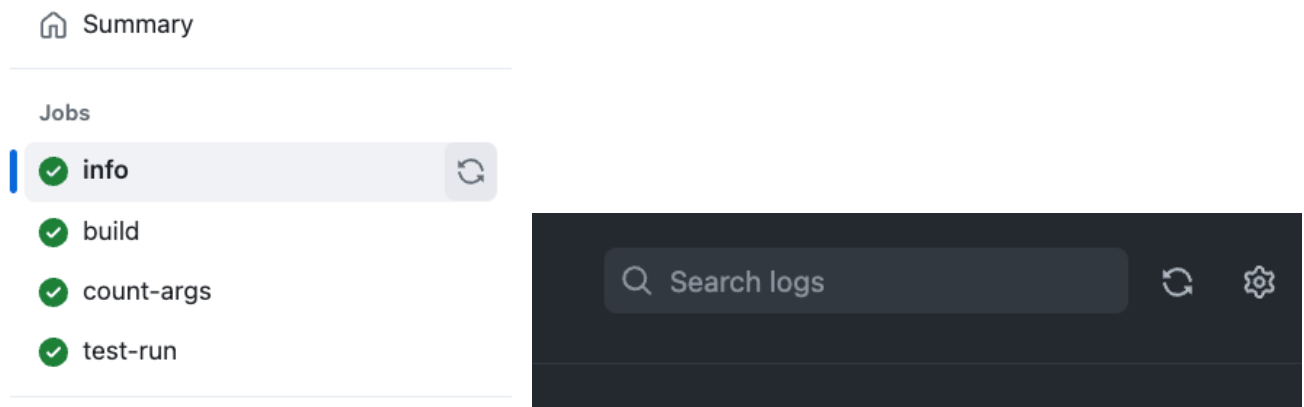 Summary
Jobs
info
build
count-args
test-run
Search logs